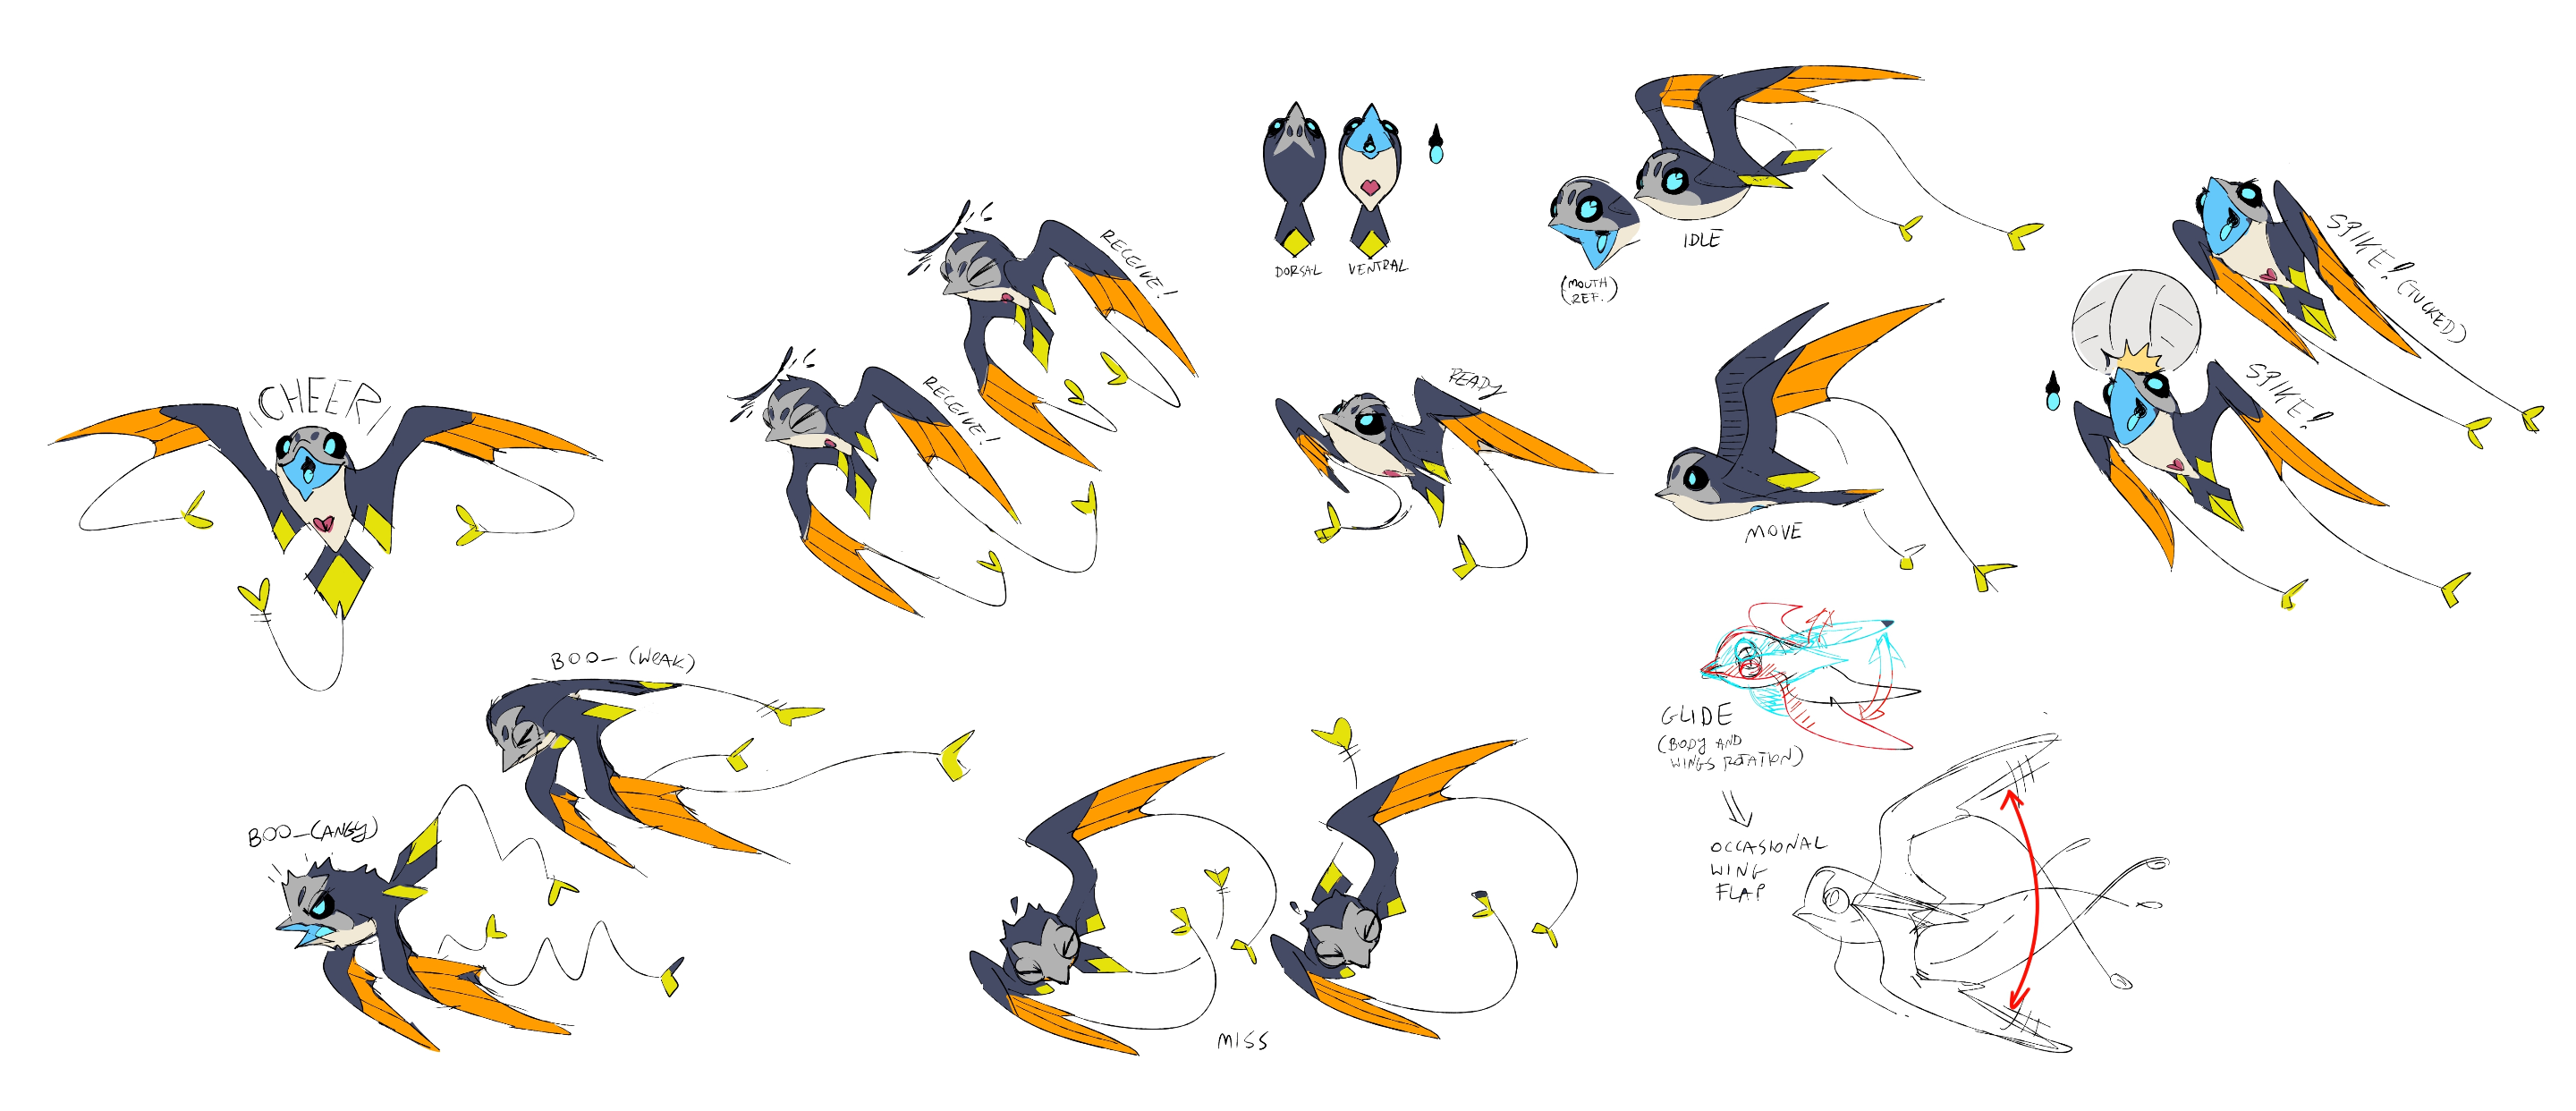 DORSAL
VENTRAL
(MOUTH
REF.)
IDLE
SPIKE! (TUCKED)
RECEIVE!
RECEIVE!
READY
SPIKE!
CHEER!
MOVE
BOO- (WEAK)
GLIDE
(BODY AND
WINGS ROTATION)
BOO-(ANGY)
OCCASIONAL
WING
FLAP
MISS